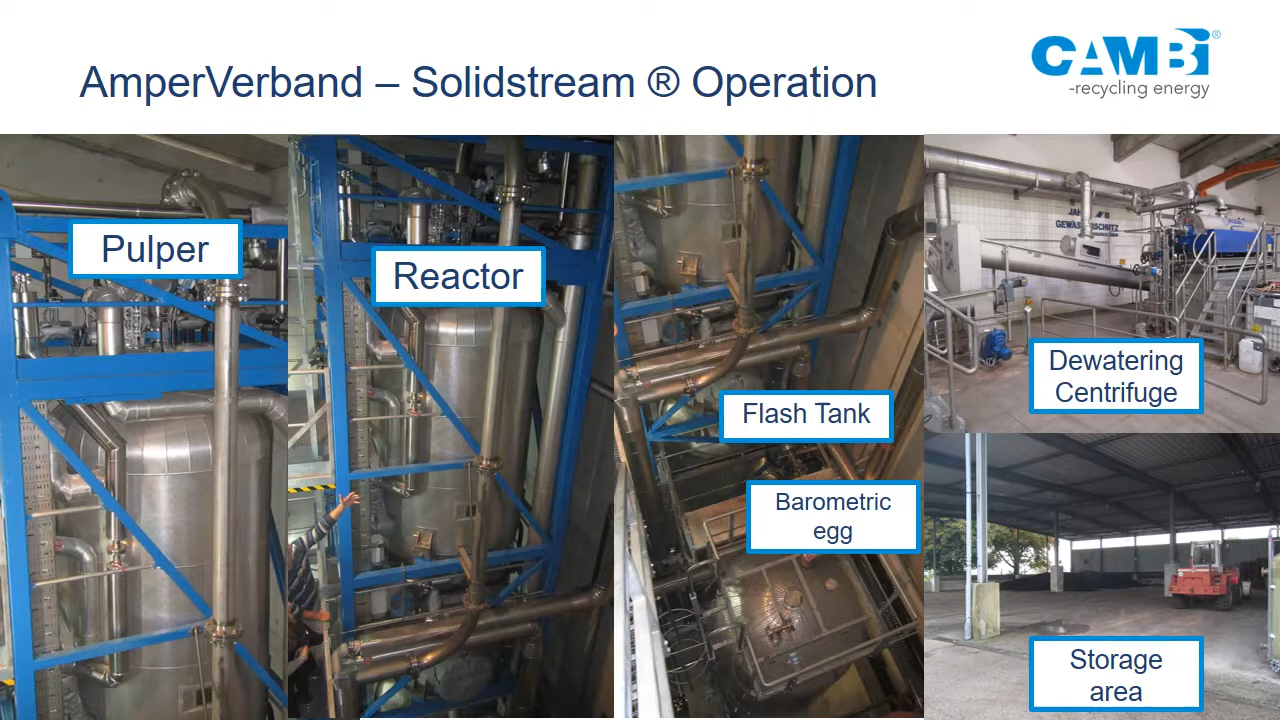 AmperVerband – Solidstream ® Operation
CAMBi®
-recycling energy
Pulper
Reactor
Flash Tank
Barometric
egg
Dewatering
Centrifuge
Storage
area